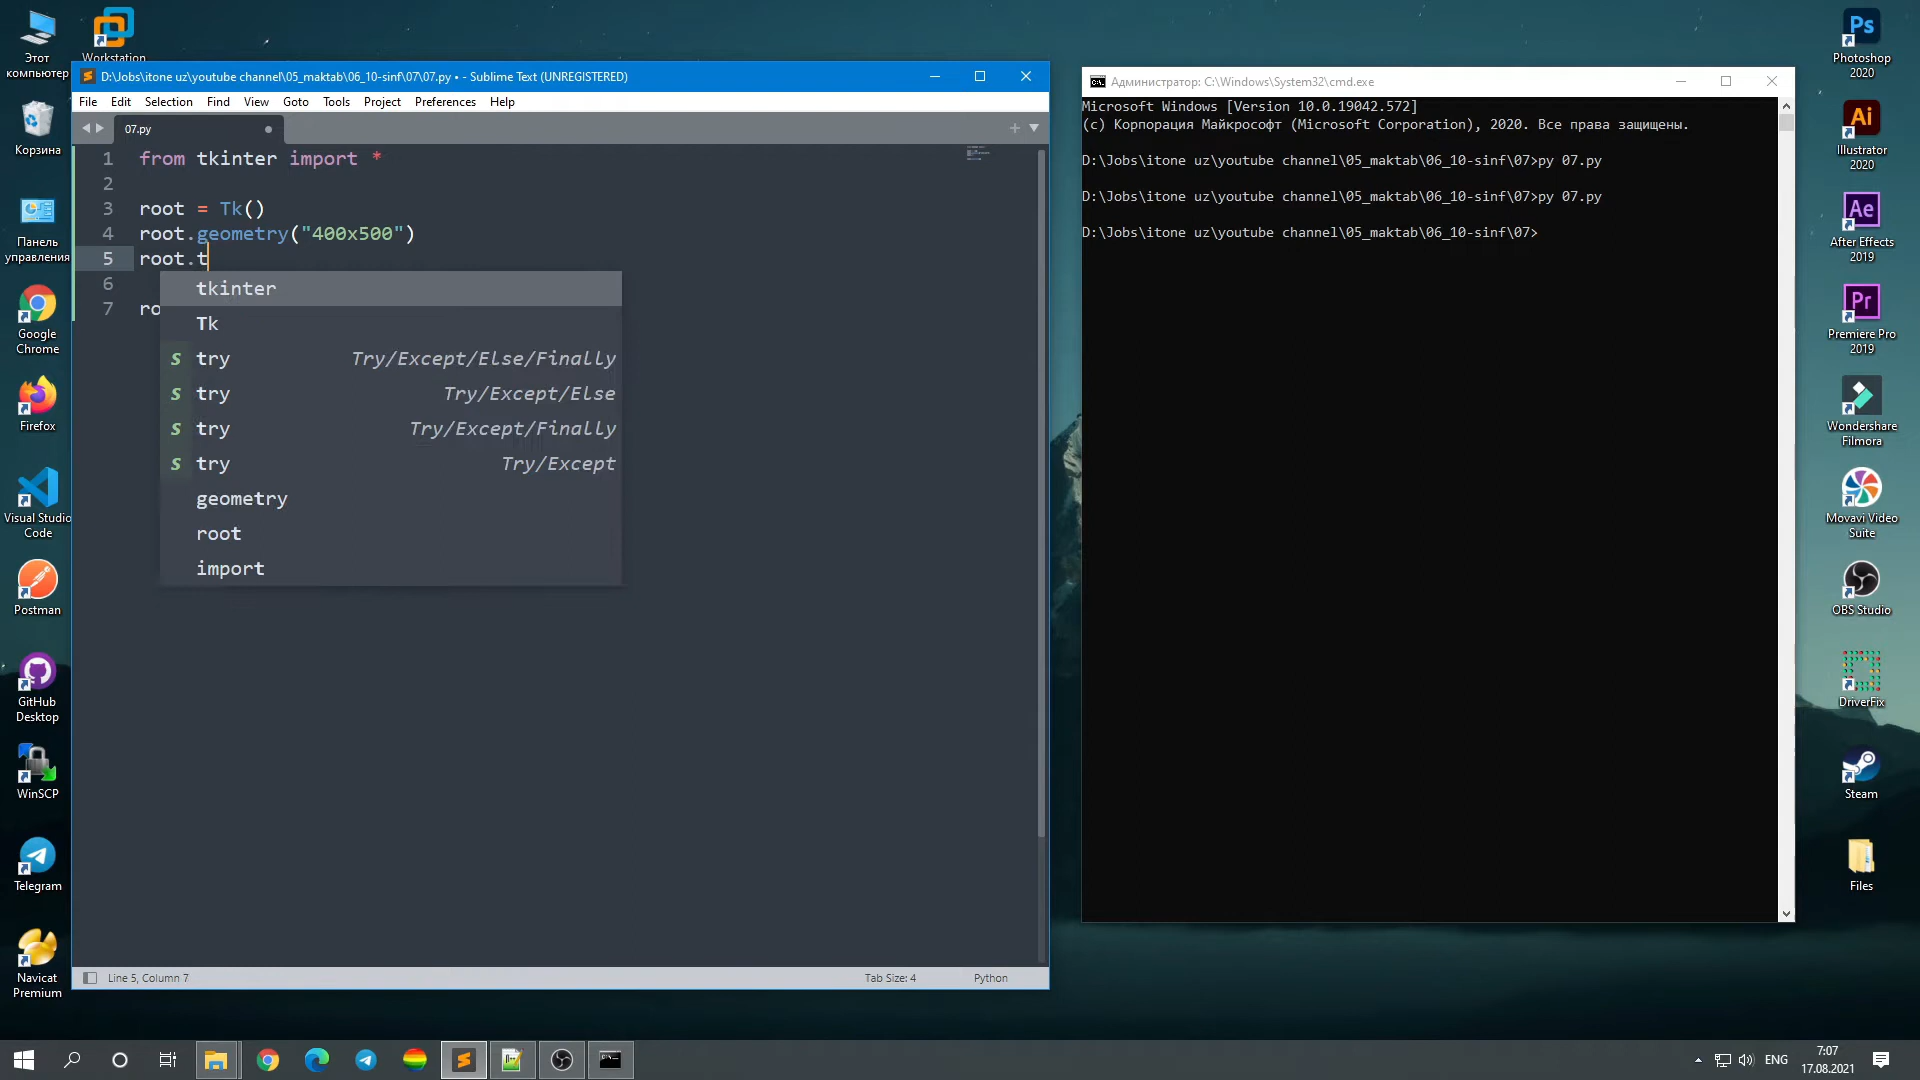 Этот
компьютер
Workstation
Корзина
Панель
управления
Google
Chrome
Firefox
Visual Studio
Code
Postman
GitHub
Desktop
WinSCP
Telegram
Navicat
Premium
D:\Jobs\itone uz\youtube channel\05_maktab\06_10-sinf\07\07.py • - Sublime Text (UNREGISTERED)
File Edit Selection Find View Goto Tools Project Preferences Help
07.py
1 from tkinter import *
2
3 root = Tk()
4 root.geometry("400x500")
5 root.t
6
7 ro
tkinter
Tk
s try Try/Except/Else/Finally
s try Try/Except/Else
s try Try/Except/Finally
s try Try/Except
geometry
root
import
Line 5, Column 7 Tab Size: 4 Python
Администратор: C:\Windows\System32\cmd.exe
Microsoft Windows [Version 10.0.19042.572]
(c) Корпорация Майкрософт (Microsoft Corporation), 2020. Все права защищены.
D:\Jobs\itone uz\youtube channel\05_maktab\06_10-sinf\07>py 07.py
D:\Jobs\itone uz\youtube channel\05_maktab\06_10-sinf\07>py 07.py
D:\Jobs\itone uz\youtube channel\05_maktab\06_10-sinf\07>
Ps
Photoshop
2020
Ai
Illustrator
2020
Ae
After Effects
2019
Pr
Premiere Pro
2019
Wondershare
Filmora
Movavi Video
Suite
OBS Studio
DriverFix
Steam
Files
ENG
7:07
17.08.2021